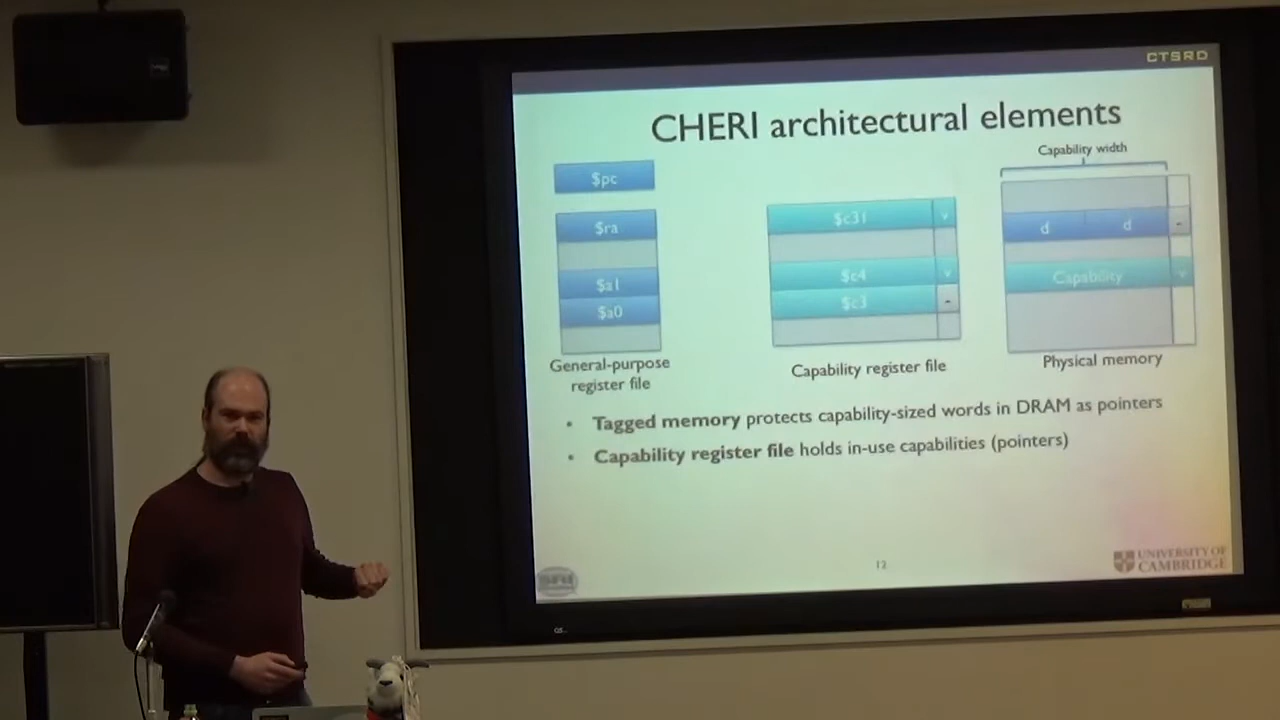 CTSRD
CHERI architectural elements
Capability width
$pc
$ra
$a1
$a0
General-purpose
register file
$c31 v
$c4 v
$c3 -
Capability register file
d d -
Capability v
Physical memory
• Tagged memory protects capability-sized words in DRAM as pointers
• Capability register file holds in-use capabilities (pointers)
12
UNIVERSITY OF
CAMBRIDGE